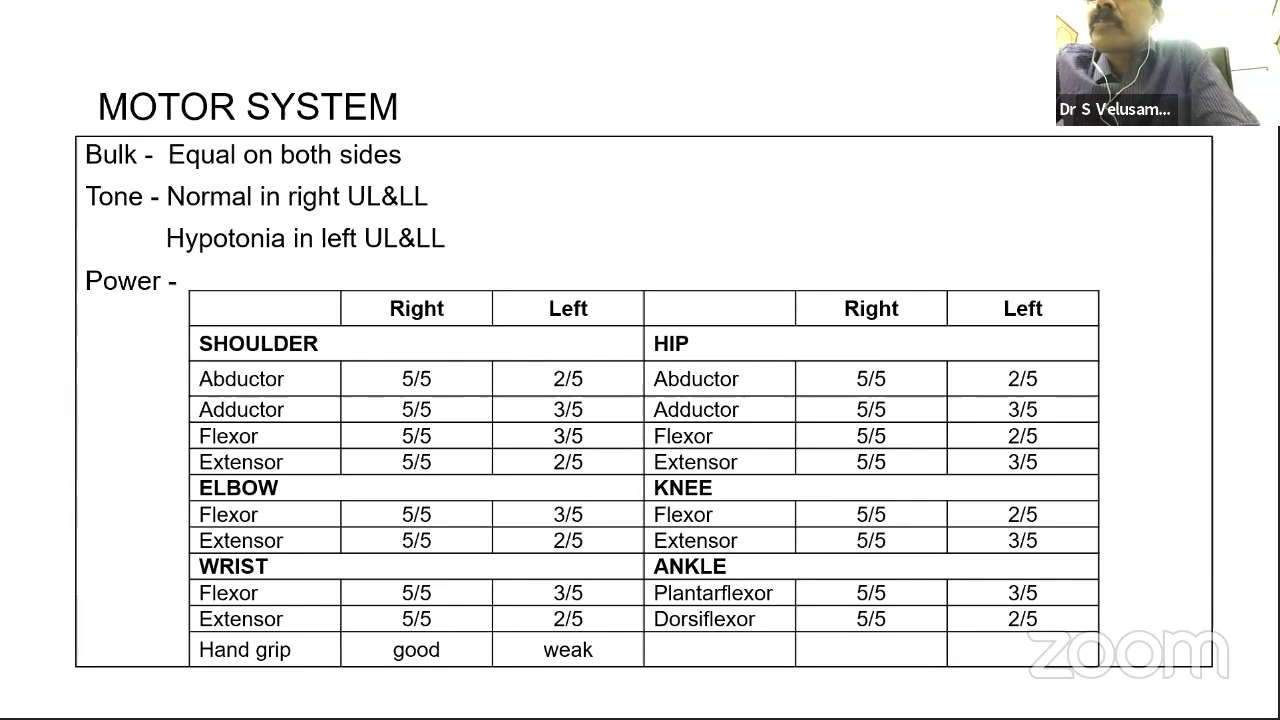 Dr S Velusam...
MOTOR SYSTEM
Bulk - Equal on both sides
Tone - Normal in right UL&LL
Hypotonia in left UL&LL
Power -
Right Left Right Left
SHOULDER HIP
Abductor 5/5 2/5 Abductor 5/5 2/5
Adductor 5/5 3/5 Adductor 5/5 3/5
Flexor 5/5 3/5 Flexor 5/5 2/5
Extensor 5/5 2/5 Extensor 5/5 3/5
ELBOW KNEE
Flexor 5/5 3/5 Flexor 5/5 2/5
Extensor 5/5 2/5 Extensor 5/5 3/5
WRIST ANKLE
Flexor 5/5 3/5 Plantarflexor 5/5 3/5
Extensor 5/5 2/5 Dorsiflexor 5/5 2/5
Hand grip good weak
zoom